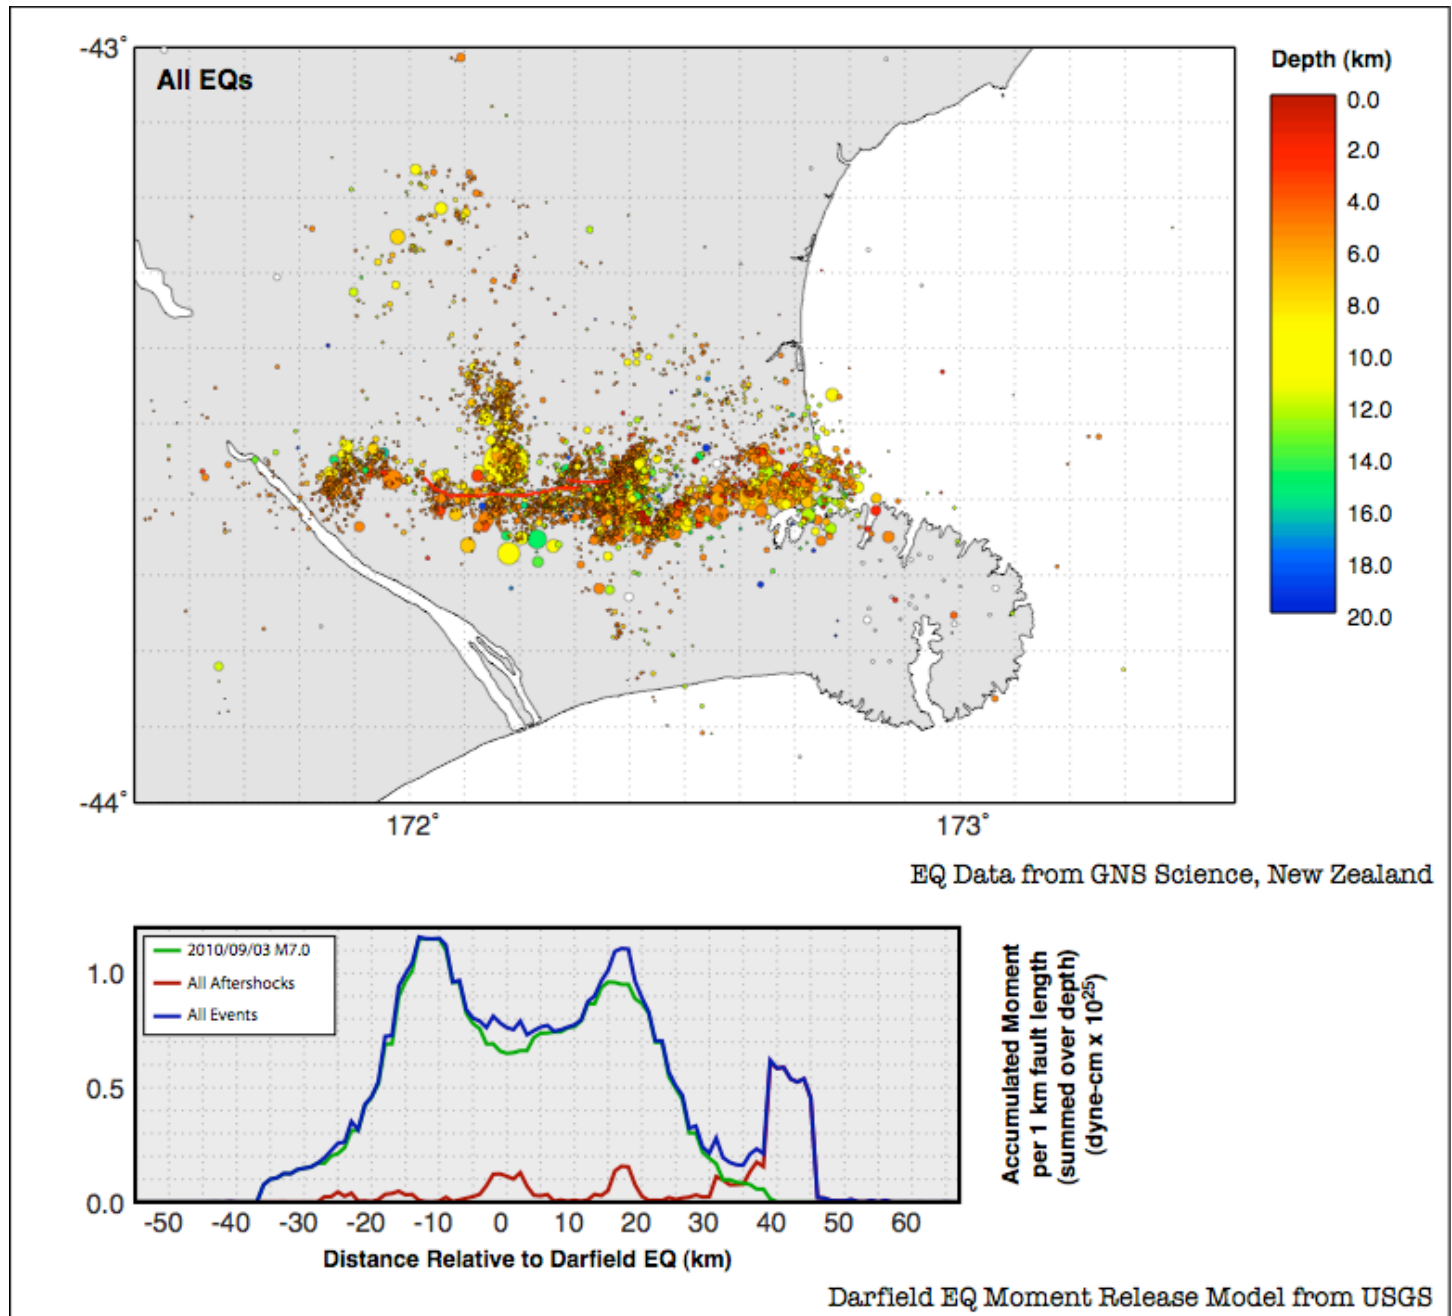 -43°
All EQs
Depth (km)
0.0
2.0
4.0
6.0
8.0
10.0
12.0
14.0
16.0
18.0
20.0
-44°
172°
173°
EQ Data from GNS Science, New Zealand
2010/09/03 M7.0
All Aftershocks
All Events
1.0
0.5
0.0
-50 -40 -30 -20 -10 0 10 20 30 40 50 60
Distance Relative to Darfield EQ (km)
Accumulated Moment
per 1 km fault length
(summed over depth)
(dyne-cm x 10²⁵)
Darfield EQ Moment Release Model from USGS